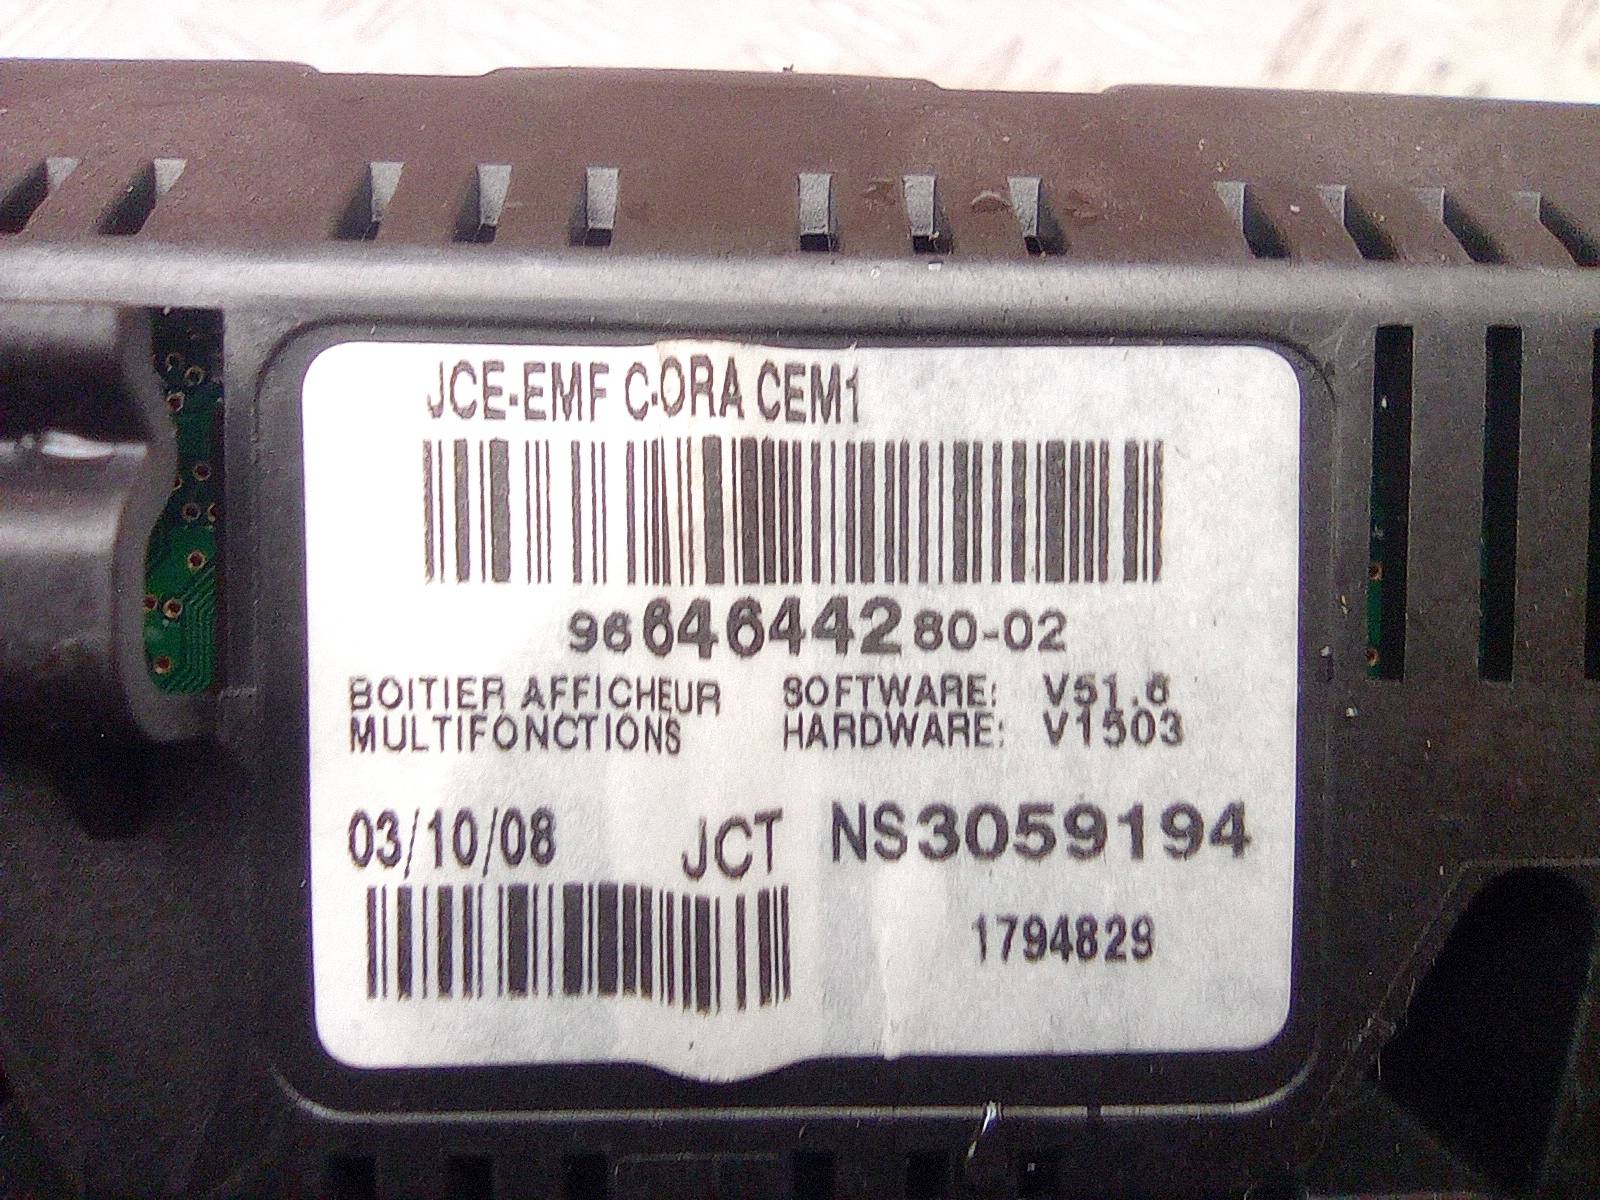 JCE-EMF C-ORA CEM1
9664644280-02
BOITIER AFFICHEUR SOFTWARE: V51.6
MULTIFONCTIONS HARDWARE: V1503
03/10/08 JCT NS3059194
1794829